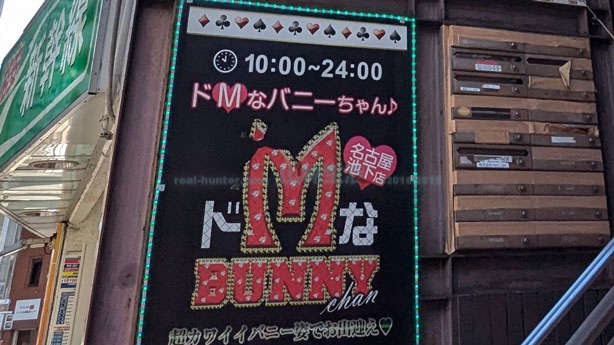 新幹線
10:00~24:00
ドMなバニーちゃん♪
名古屋
池下店
ドMな
BUNNY
chan
超カワイイバニー姿でお出迎え♥